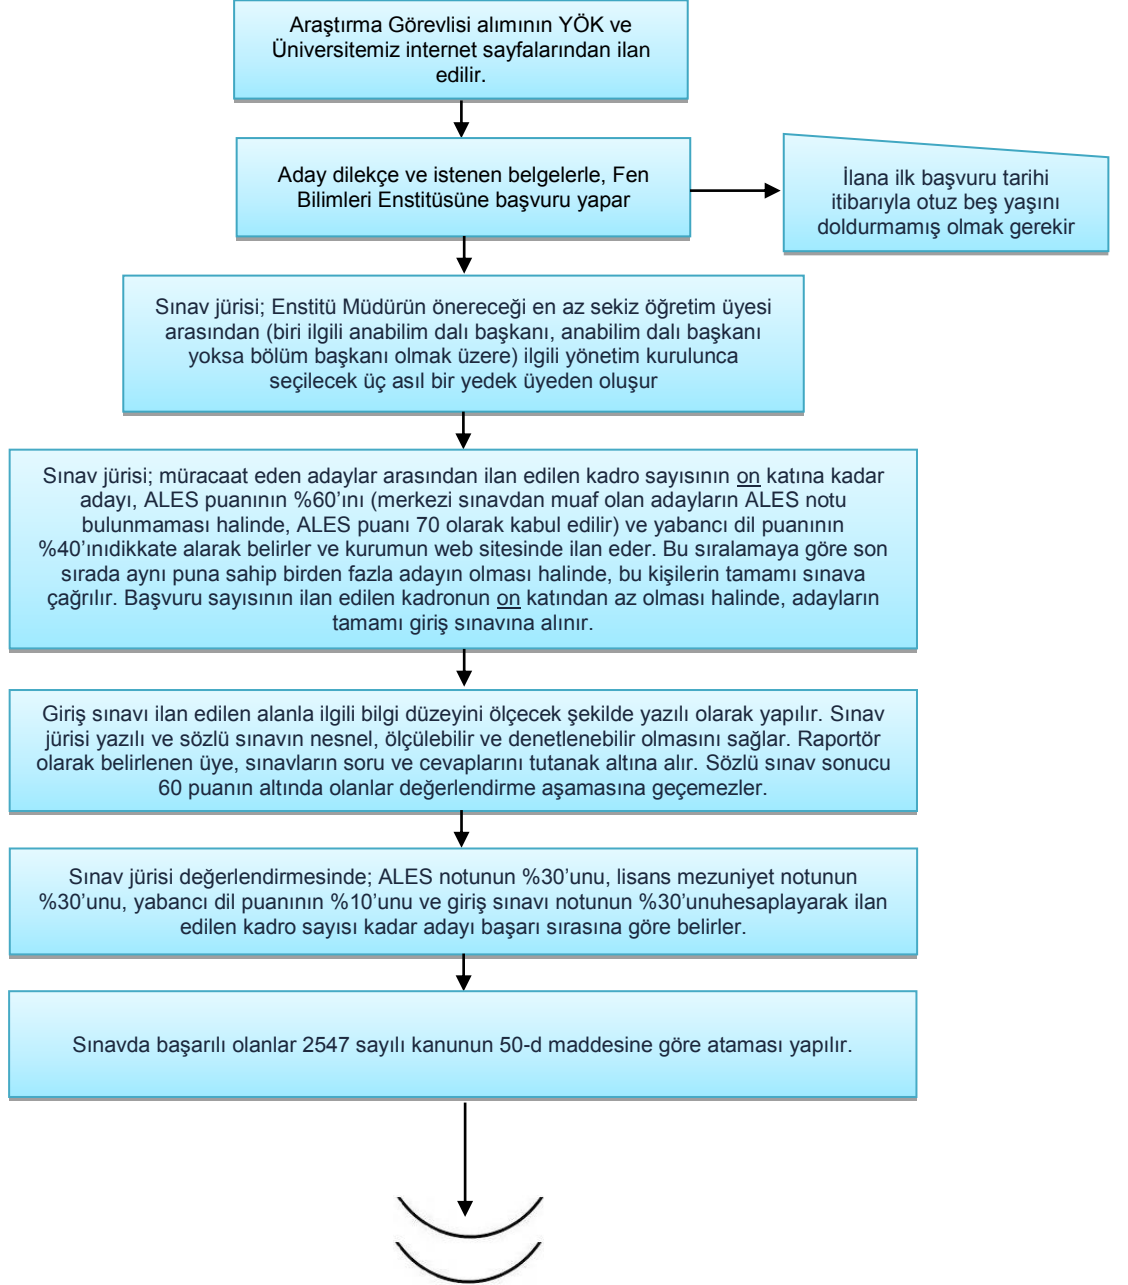 Araştırma Görevlisi alımının YÖK ve
Üniversitemiz internet sayfalarından ilan
edilir.
Aday dilekçe ve istenen belgelerle, Fen
Bilimleri Enstitüsüne başvuru yapar
İlana ilk başvuru tarihi
itibarıyla otuz beş yaşını
doldurmamış olmak gerekir
Sınav jürisi; Enstitü Müdürün önereceği en az sekiz öğretim üyesi
arasından (biri ilgili anabilim dalı başkanı, anabilim dalı başkanı
yoksa bölüm başkanı olmak üzere) ilgili yönetim kurulunca
seçilecek üç asıl bir yedek üyeden oluşur
Sınav jürisi; müracaat eden adaylar arasından ilan edilen kadro sayısının on katına kadar
adayı, ALES puanının %60’ını (merkezi sınavdan muaf olan adayların ALES notu
bulunmaması halinde, ALES puanı 70 olarak kabul edilir) ve yabancı dil puanının
%40’ınıdikkate alarak belirler ve kurumun web sitesinde ilan eder. Bu sıralamaya göre son
sırada aynı puna sahip birden fazla adayın olması halinde, bu kişilerin tamamı sınava
çağrılır. Başvuru sayısının ilan edilen kadronun on katından az olması halinde, adayların
tamamı giriş sınavına alınır.
Giriş sınavı ilan edilen alanla ilgili bilgi düzeyini ölçecek şekilde yazılı olarak yapılır. Sınav
jürisi yazılı ve sözlü sınavın nesnel, ölçülebilir ve denetlenebilir olmasını sağlar. Raportör
olarak belirlenen üye, sınavların soru ve cevaplarını tutanak altına alır. Sözlü sınav sonucu
60 puanın altında olanlar değerlendirme aşamasına geçemezler.
Sınav jürisi değerlendirmesinde; ALES notunun %30’unu, lisans mezuniyet notunun
%30’unu, yabancı dil puanının %10’unu ve giriş sınavı notunun %30’unuhesaplayarak ilan
edilen kadro sayısı kadar adayı başarı sırasına göre belirler.
Sınavda başarılı olanlar 2547 sayılı kanunun 50-d maddesine göre ataması yapılır.